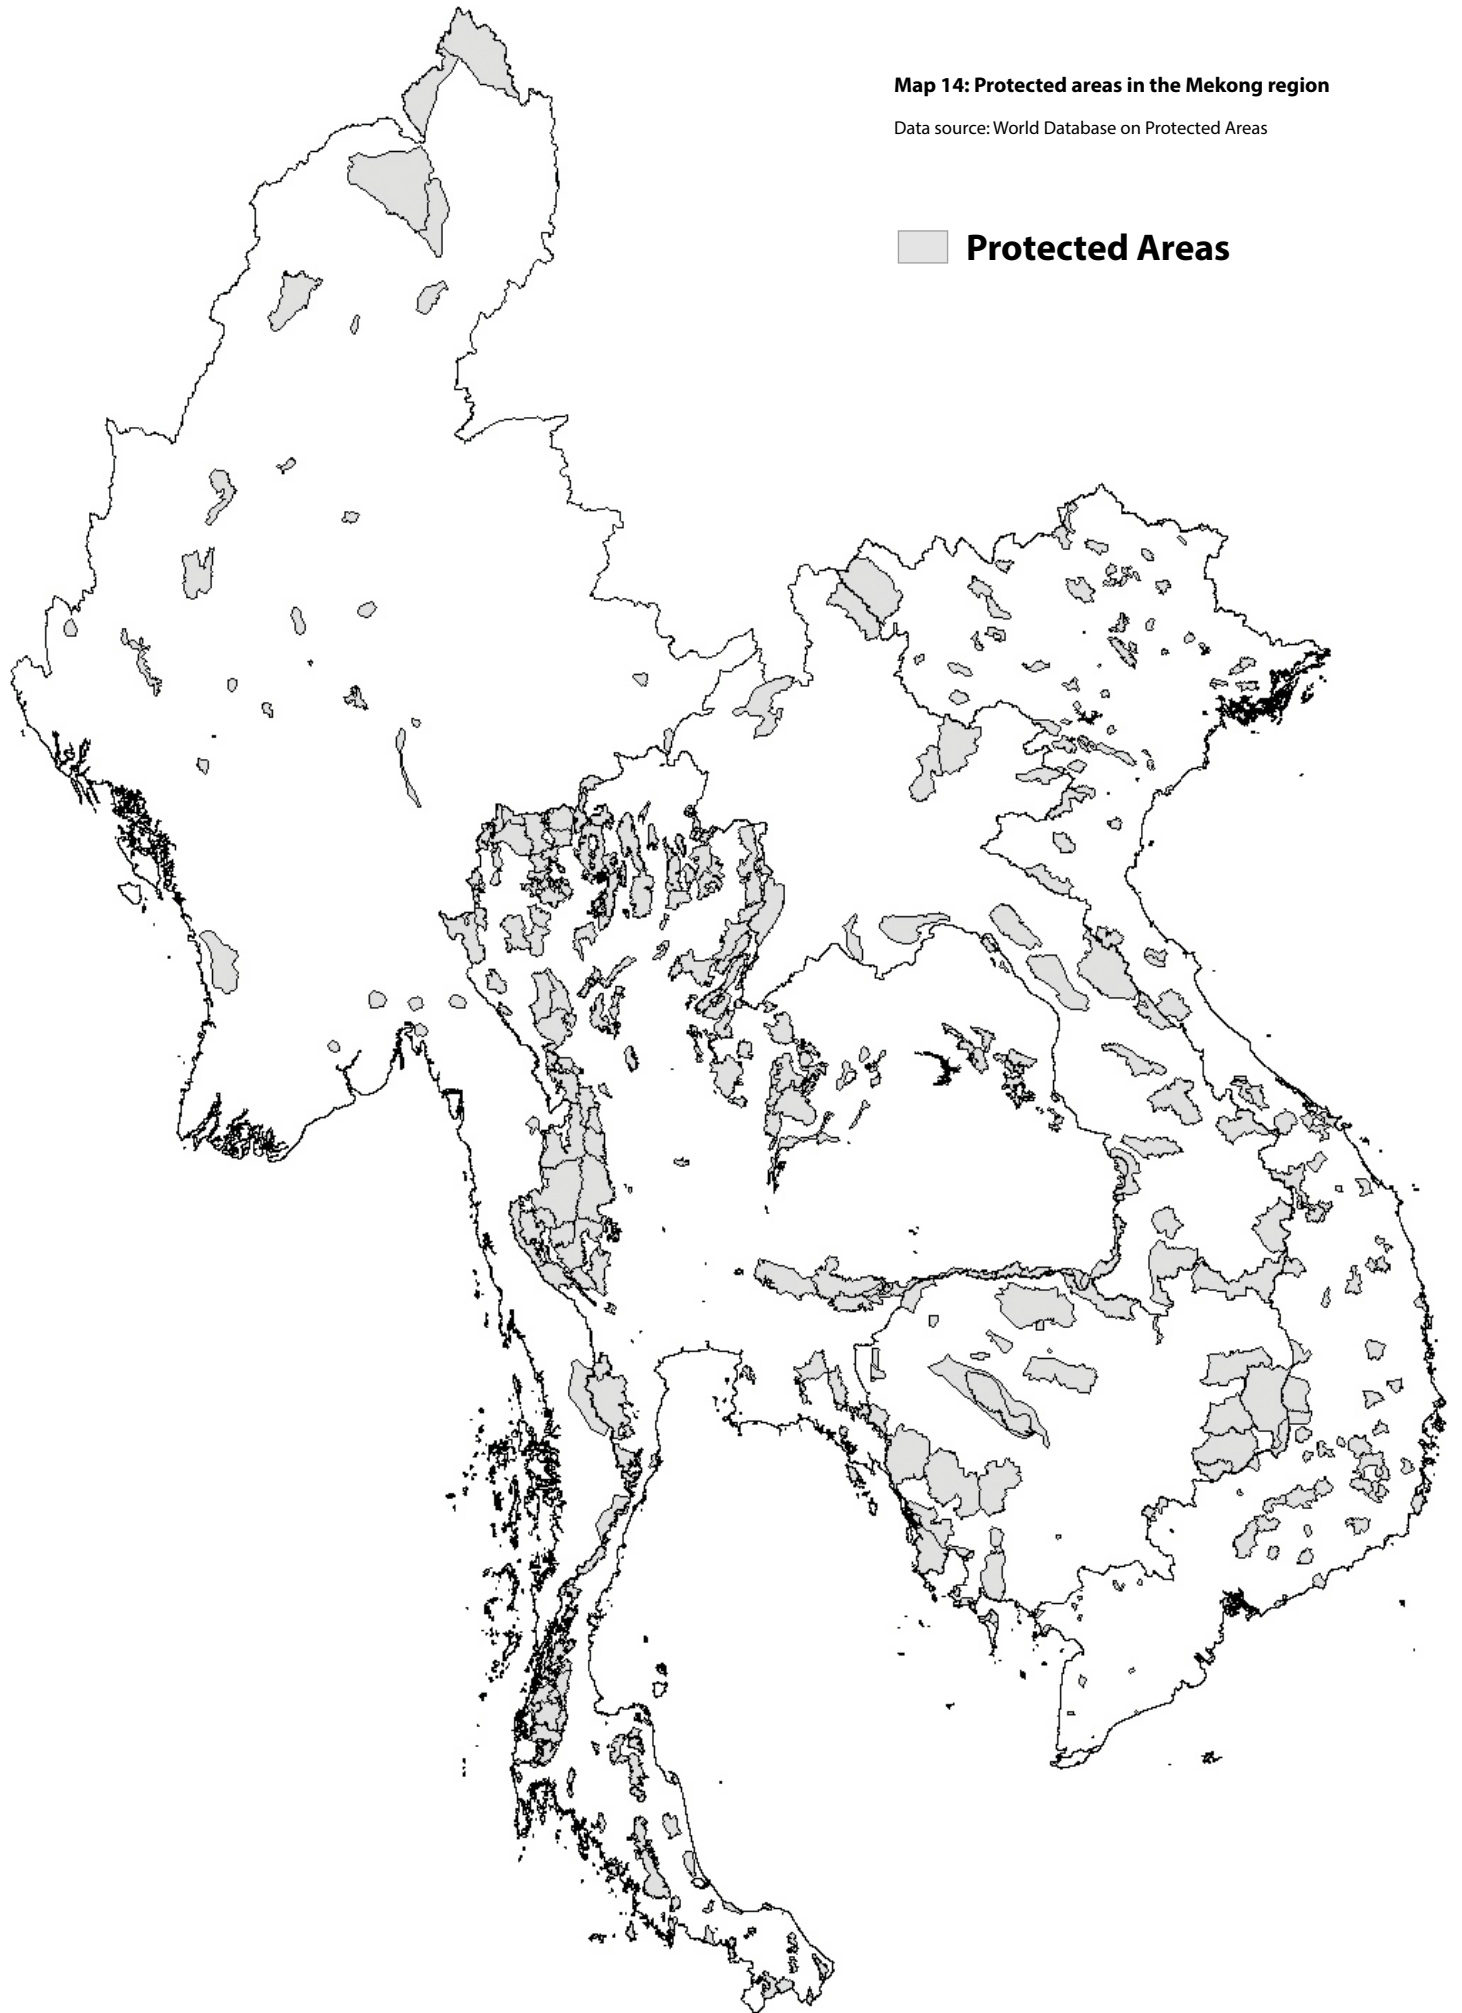 Map 14: Protected areas in the Mekong region
Data source: World Database on Protected Areas
Protected Areas